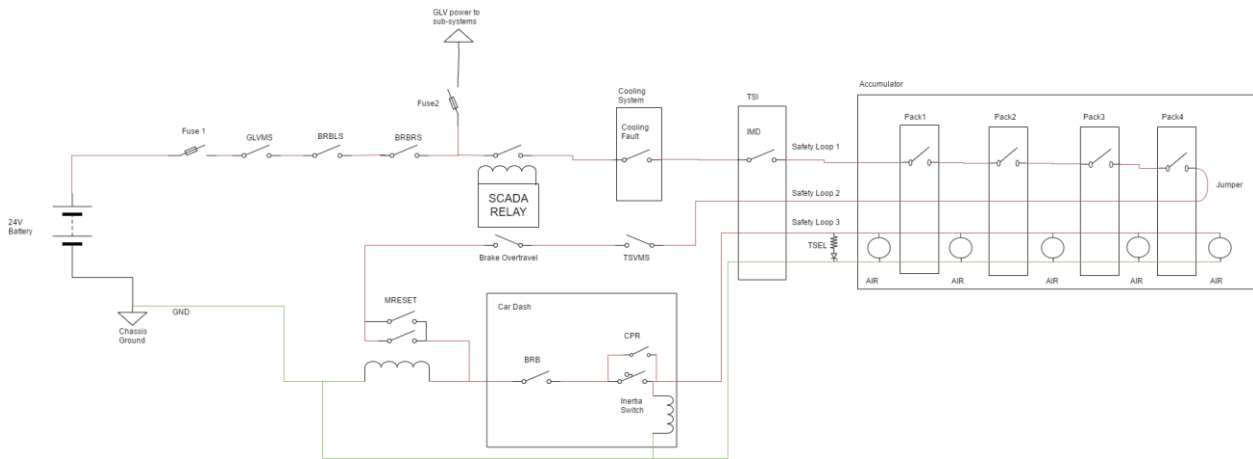 GLV power to
sub-systems
Fuse2
Cooling
System
Cooling
Fault
TSI
IMD
Accumulator
Pack1
Pack2
Pack3
Pack4
Fuse 1
GLVMS
BRBLS
BRBRS
Safety Loop 1
SCADA
RELAY
Safety Loop 2
Jumper
24V
Battery
Safety Loop 3
Brake Overtravel
TSVMS
TSEL
AIR
AIR
AIR
AIR
AIR
MRESET
Car Dash
GND
Chassis
Ground
BRB
CPR
Inertia
Switch